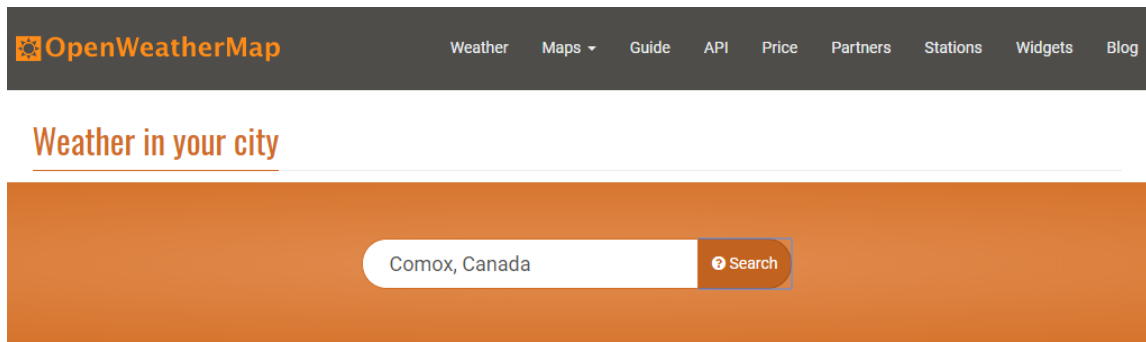 OpenWeatherMap Weather Maps Guide API Price Partners Stations Widgets Blog
Weather in your city
Comox, Canada Search